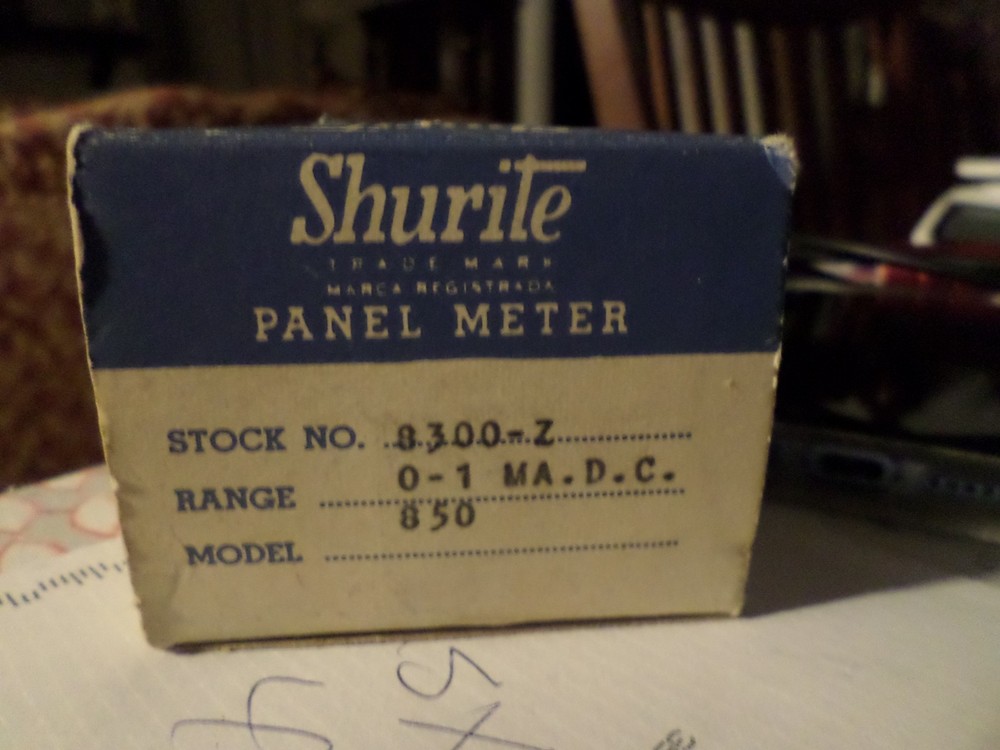 Shurite
TRADE MARK
MARCA REGISTRADA
PANEL METER
STOCK NO. 8300-Z
RANGE 0-1 MA.D.C.
MODEL 850